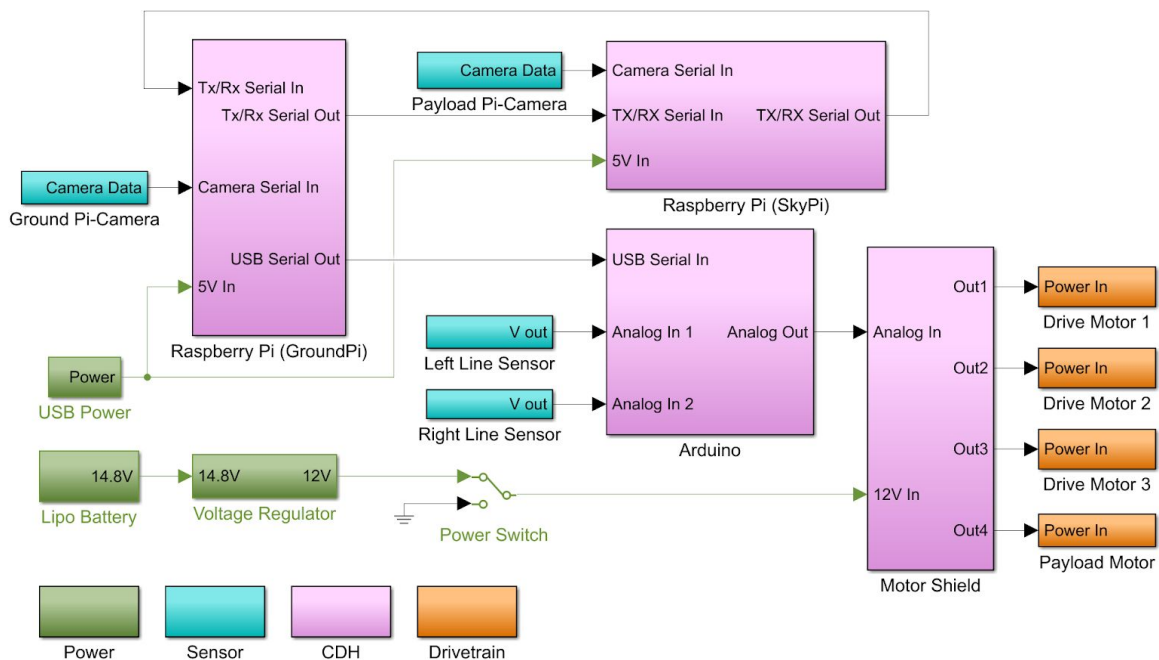 Tx/Rx Serial In
Tx/Rx Serial Out
Camera Serial In
USB Serial Out
5V In
Raspberry Pi (GroundPi)
Camera Data
Ground Pi-Camera
Camera Data
Payload Pi-Camera
Camera Serial In
TX/RX Serial In
TX/RX Serial Out
5V In
Raspberry Pi (SkyPi)
USB Serial In
Analog In 1
Analog Out
Analog In 2
Arduino
V out
Left Line Sensor
V out
Right Line Sensor
Power
USB Power
14.8V
Lipo Battery
14.8V
12V
Voltage Regulator
Power Switch
Out1
Analog In
Out2
Out3
12V In
Out4
Motor Shield
Power In
Drive Motor 1
Power In
Drive Motor 2
Power In
Drive Motor 3
Power In
Payload Motor
Power
Sensor
CDH
Drivetrain